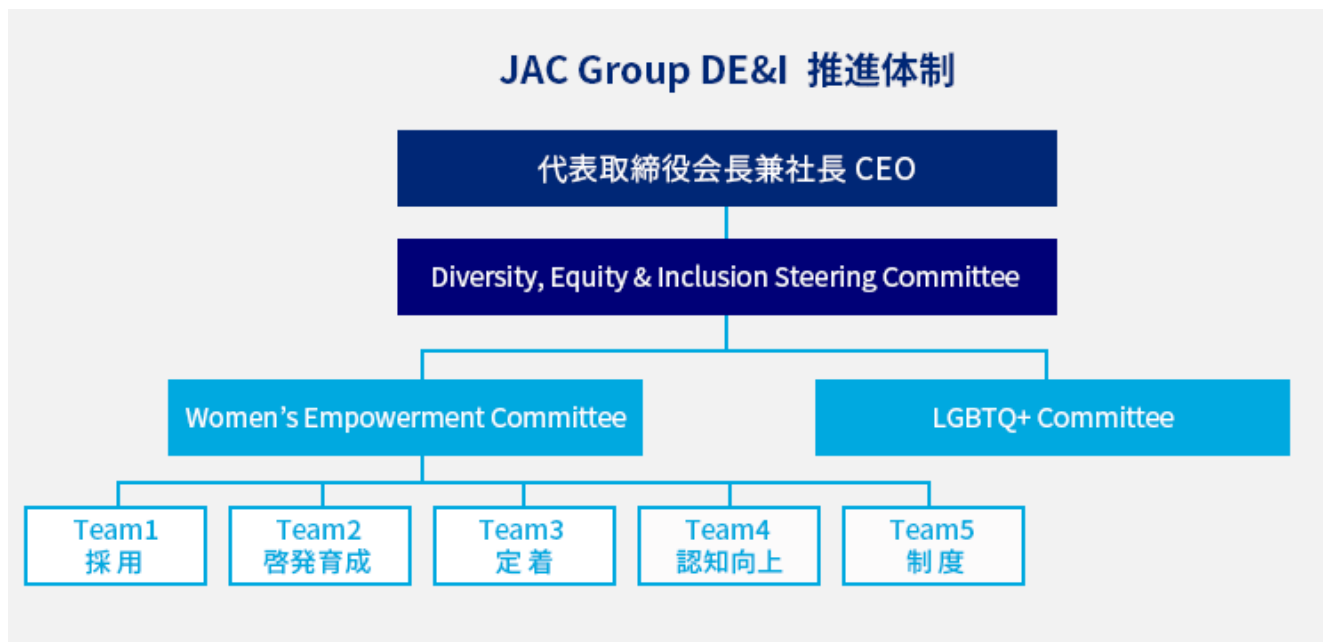 JAC Group DE&I 推進体制
代表取締役会長兼社長 CEO
Diversity, Equity & Inclusion Steering Committee
Women’s Empowerment Committee
LGBTQ+ Committee
Team1
採用
Team2
啓発育成
Team3
定着
Team4
認知向上
Team5
制度